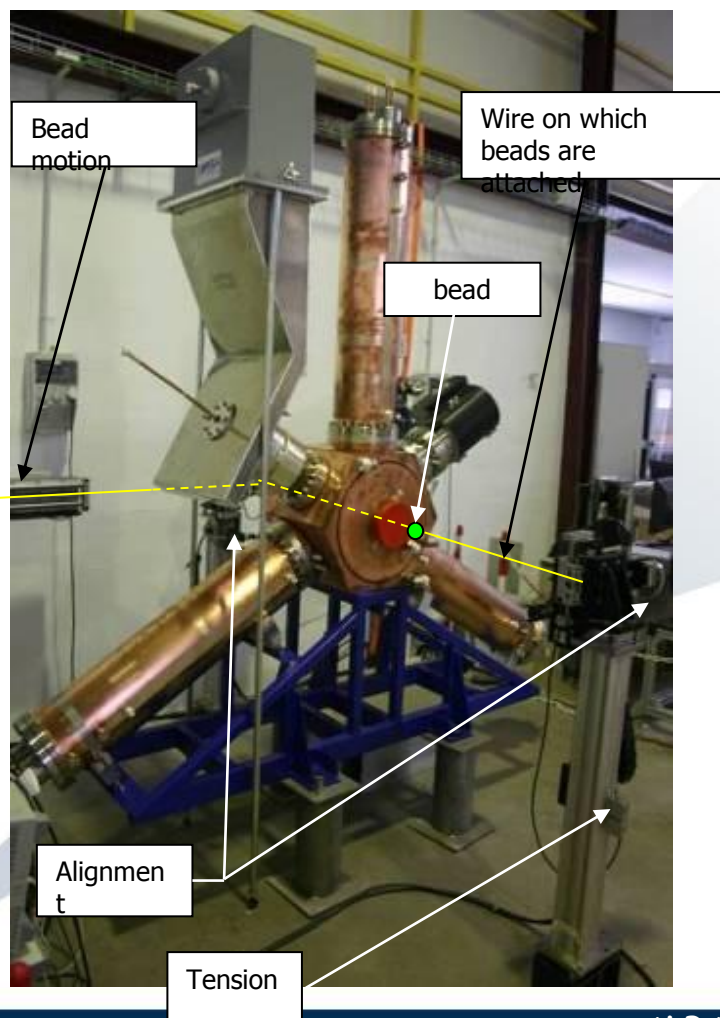 Bead
motion
Wire on which
beads are
attached
bead
Alignmen
t
Tension